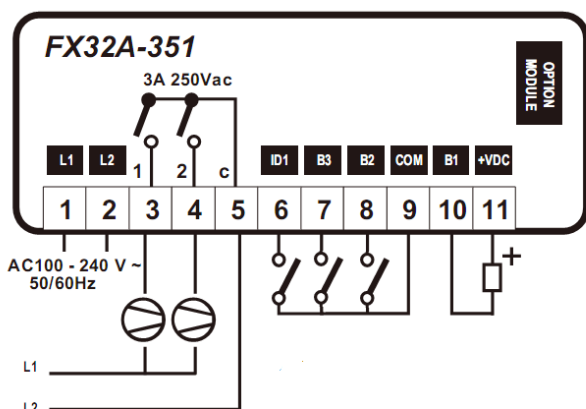 FX32A-351
OPTION
MODULE
3A 250Vac
L1 L2 1 2 c ID1 B3 B2 COM B1 +VDC
1 2 3 4 5 6 7 8 9 10 11
AC100 - 240 V ~
50/60Hz
+
L1
L2